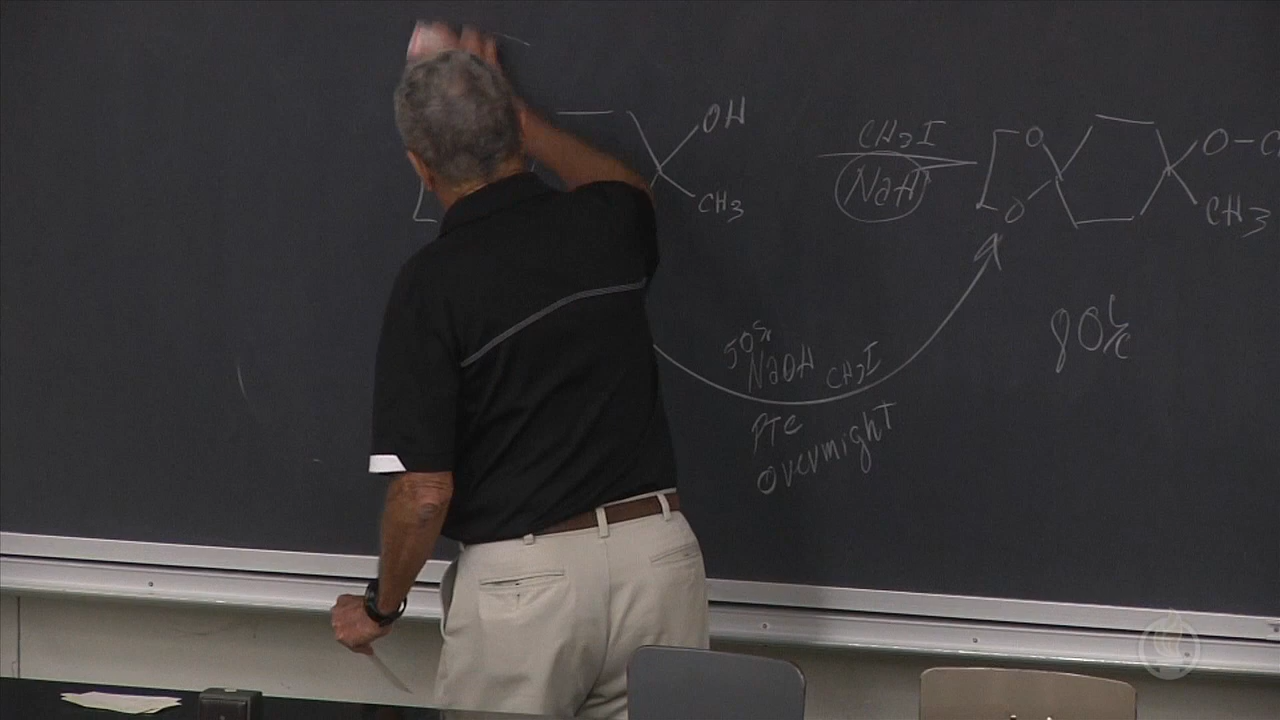 OH
CH3
CH3I
NaH
O
O
O-C
CH3
50%
NaOH CH3I
PTC
overnight
80%